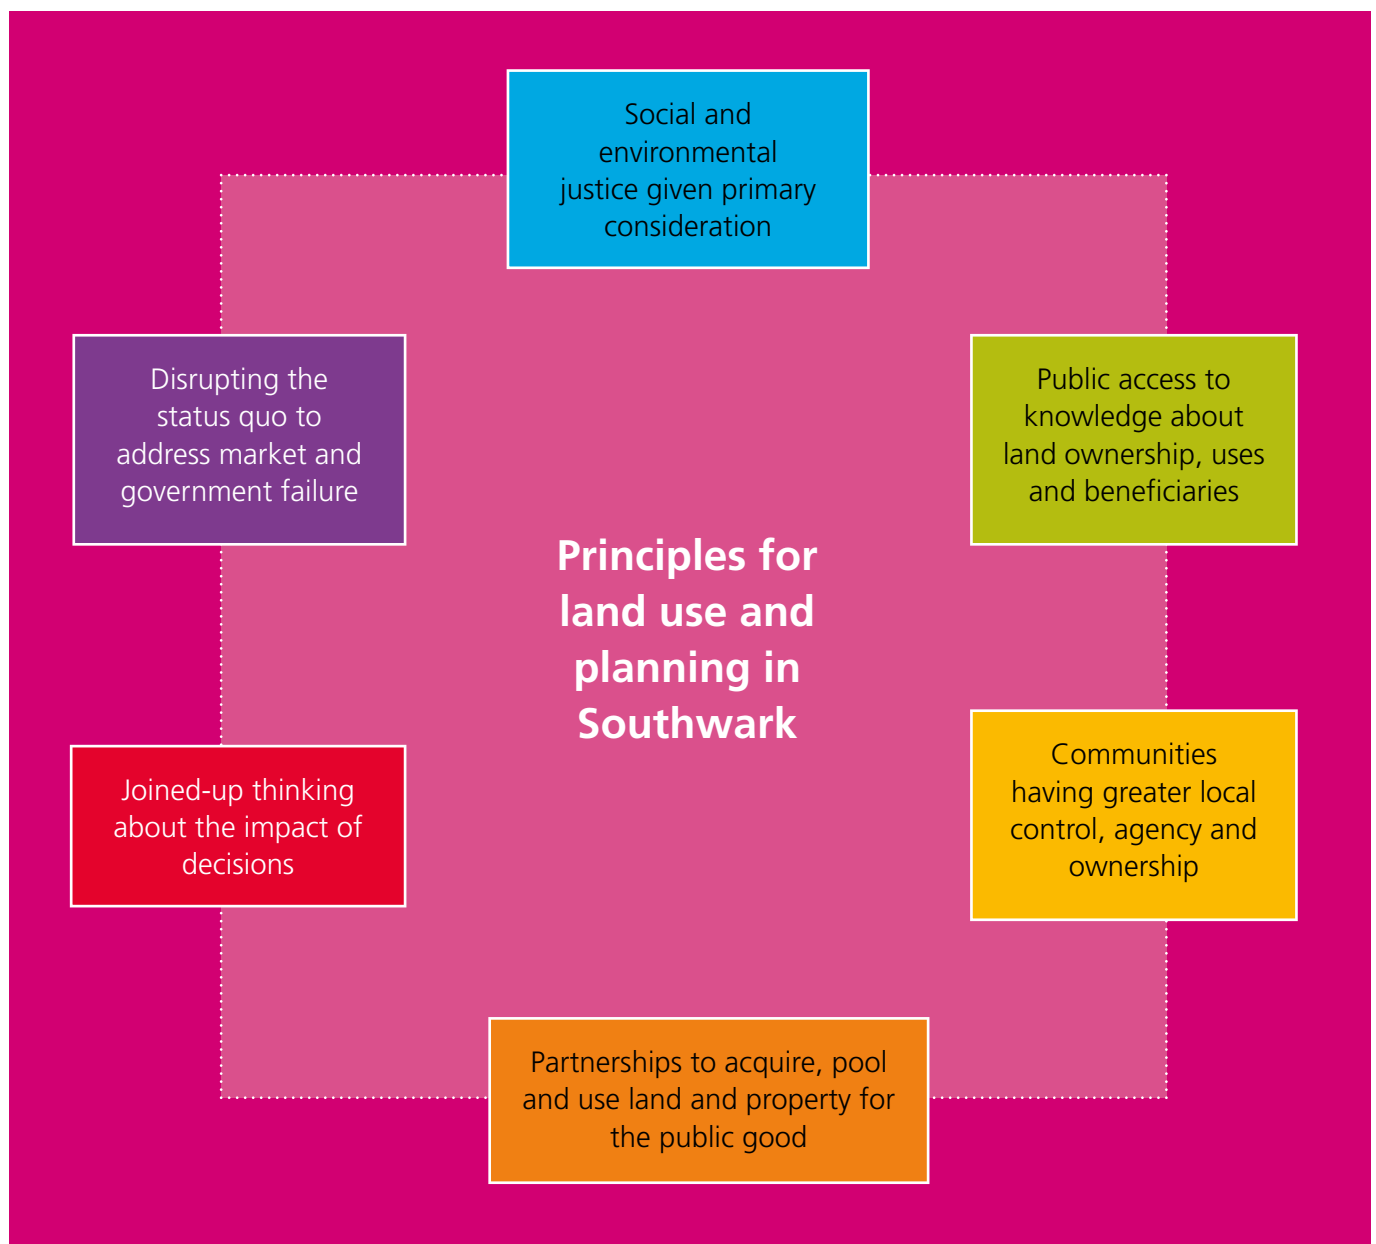 Social and
environmental
justice given primary
consideration
Disrupting the
status quo to
address market and
government failure
Public access to
knowledge about
land ownership, uses
and beneficiaries
Principles for
land use and
planning in
Southwark
Joined-up thinking
about the impact of
decisions
Communities
having greater local
control, agency and
ownership
Partnerships to acquire, pool
and use land and property for
the public good